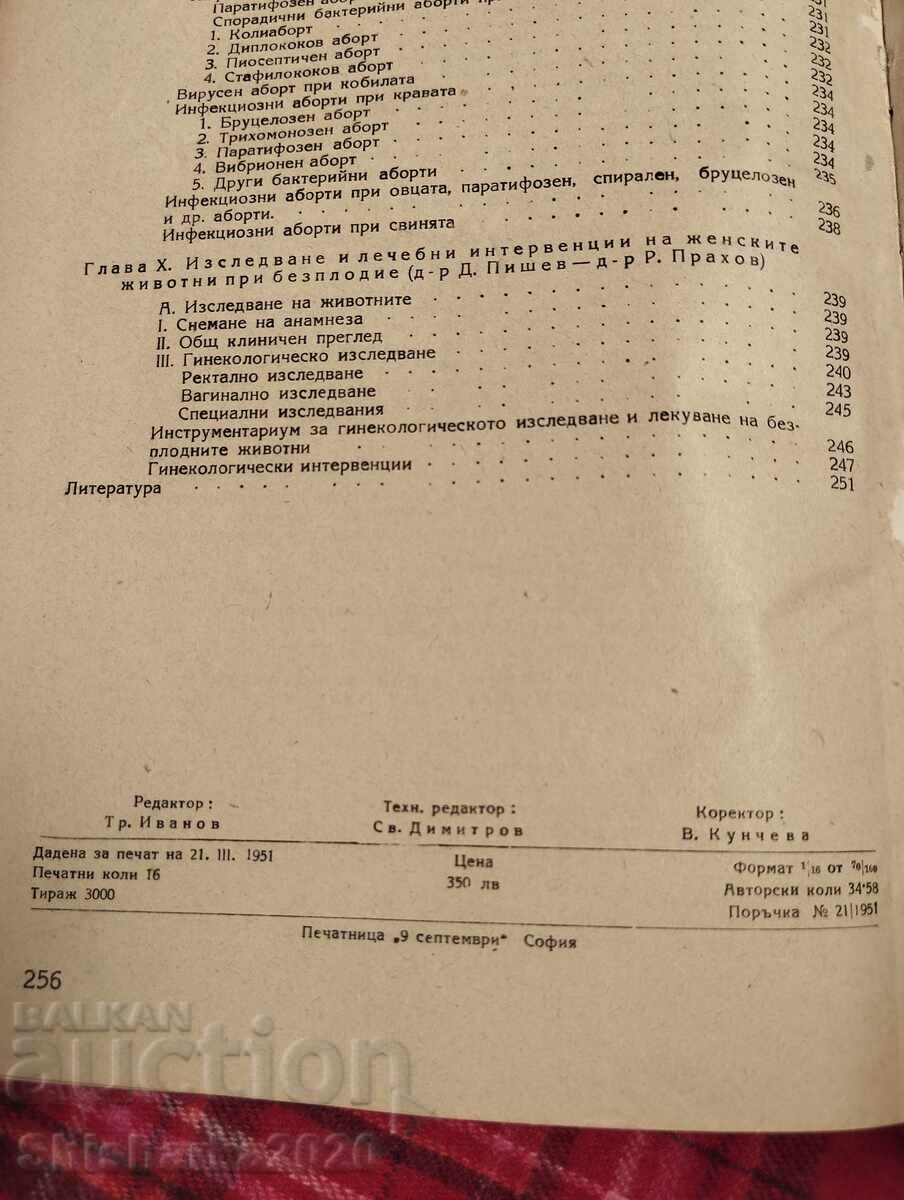 Паратифозен аборт
Спорадични бактерийни аборти 231
1. Колиаборт 231
2. Диплококов аборт 231
3. Пиосептичен аборт 232
4. Стафилококов аборт 232
Вирусен аборт при кобилата 232
Инфекциозни аборти при кравата 234
1. Бруцелозен аборт 234
2. Трихомонозен аборт 234
3. Паратифозен аборт 234
4. Вибрионен аборт 234
5. Други бактерийни аборти 235
Инфекциозни аборти при овцата, паратифозен, спирален, бруцелозен
и др. аборти. 236
Инфекциозни аборти при свинята 238
Глава X. Изследване и лечебни интервенции на женските
животни при безплодие (д-р Д. Пишев — д-р Р. Прахов)
А. Изследване на животните 239
I. Снемане на анамнеза 239
II. Общ клиничен преглед 239
III. Гинекологическо изследване 239
Ректално изследване 240
Вагинално изследване 243
Специални изследвания 245
Инструментариум за гинекологическото изследване и лекуване на без-
плодните животни 246
Гинекологически интервенции 247
Литература 251
Редактор:
Тр. Иванов
Техн. редактор:
Св. Димитров
Коректор:
В. Кунчева
Дадена за печат на 21. III. 1951
Печатни коли 16
Тираж 3000
Цена
350 лв
Формат 1/16 от 70/100
Авторски коли 34·58
Поръчка № 21|1951
Печатница „9 септември“ София
256
BALKAN
auction
Shishana2020